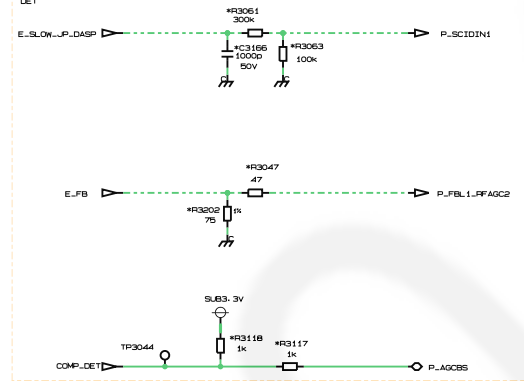 DET
*R3061
300k
E_SLOW_JP_DASP
P_SCIDIN1
*C3166
1000p
50V
*R3063
100k
C
C
*R3047
47
E_FB
P_FBL1_RFAGC2
*R3202
1%
75
C
SUB3.3V
TP3044
*R3118
1k
*R3117
1k
COMP_DET
P_AGCBS